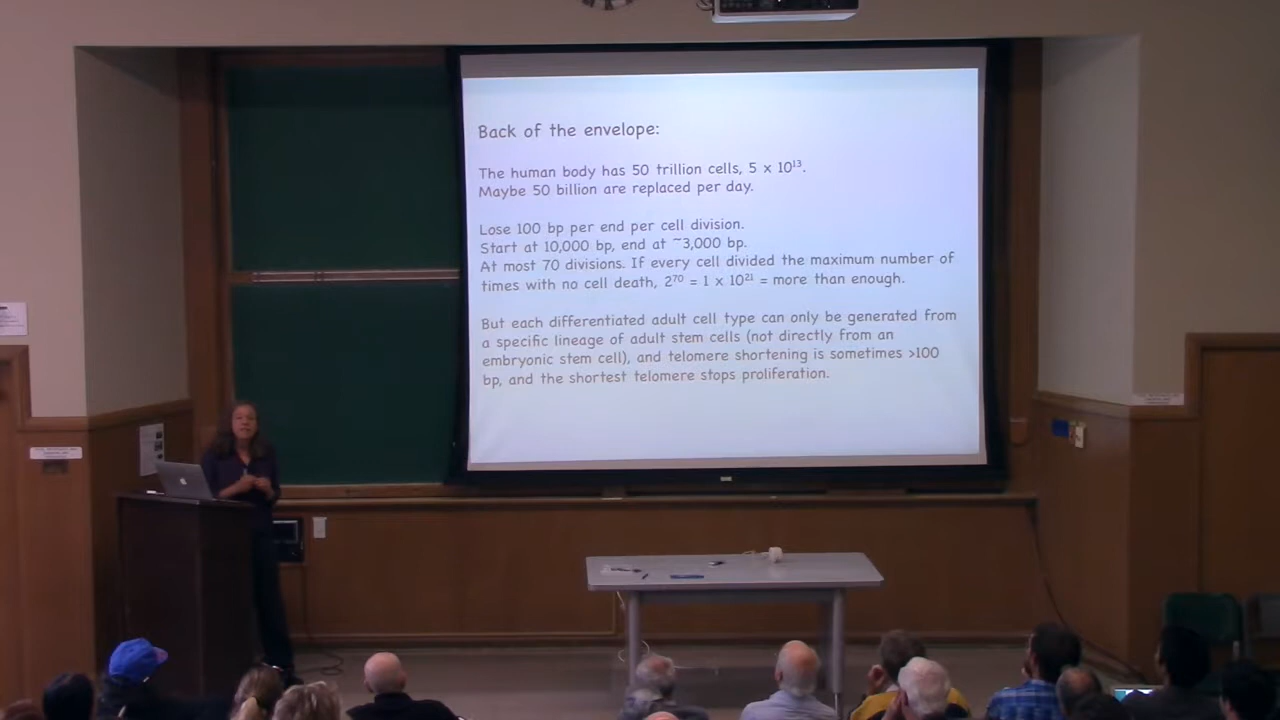 Back of the envelope:
The human body has 50 trillion cells, 5 x 10¹³.
Maybe 50 billion are replaced per day.
Lose 100 bp per end per cell division.
Start at 10,000 bp, end at ~3,000 bp.
At most 70 divisions. If every cell divided the maximum number of
times with no cell death, 2⁷⁰ = 1 x 10²¹ = more than enough.
But each differentiated adult cell type can only be generated from
a specific lineage of adult stem cells (not directly from an
embryonic stem cell), and telomere shortening is sometimes >100
bp, and the shortest telomere stops proliferation.